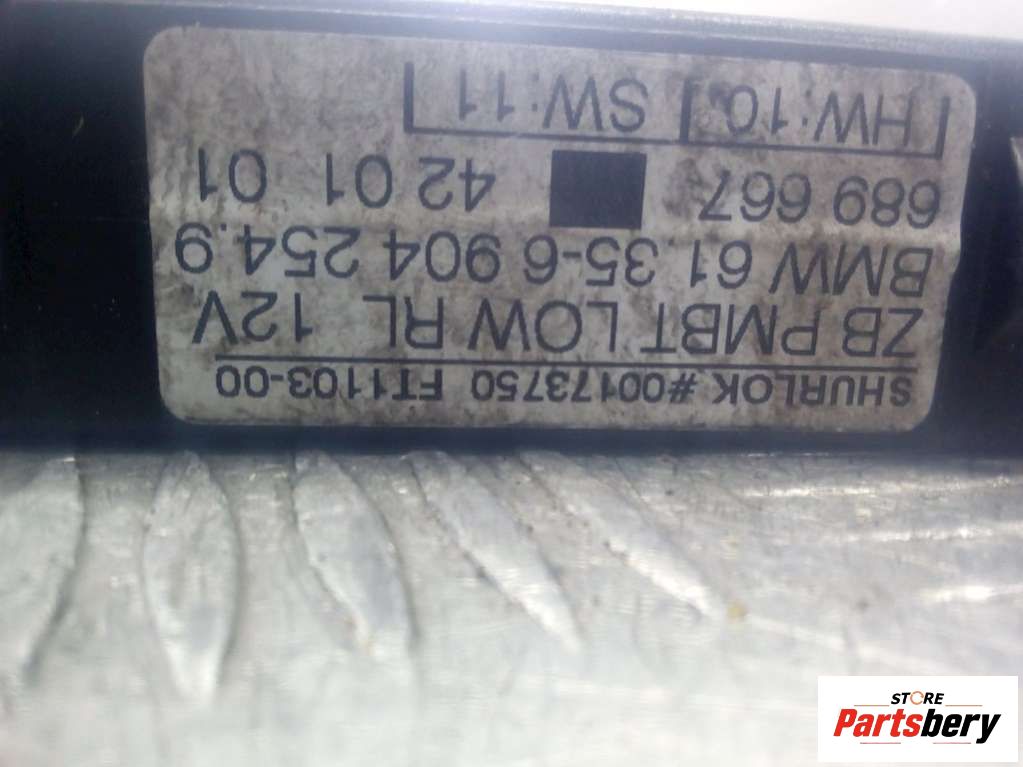 SHURLOK #00173750 FT1103-00
ZB PMBT LOW RL 12V
BMW 61.35-6 904 254.9
689 667 42 01 01
HW:10 SW:11
STORE
Partsbery